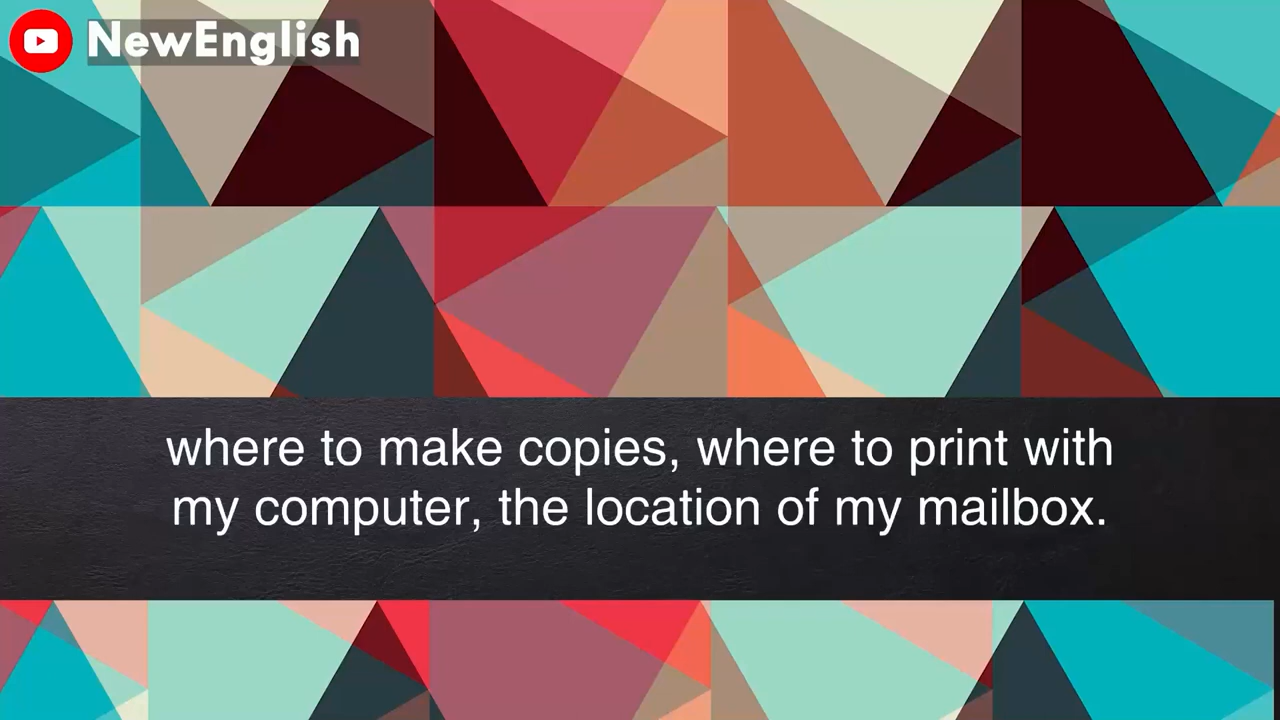 NewEnglish
where to make copies, where to print with
my computer, the location of my mailbox.